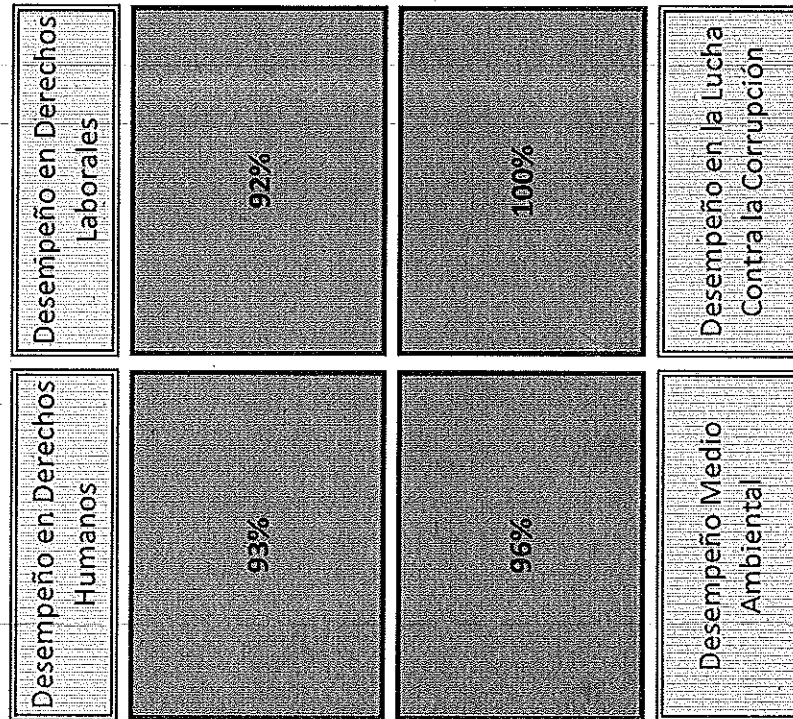 Desempeño en Derechos
Humanos
Desempeño en Derechos
Laborales
93%
92%
96%
100%
Desempeño Medio
Ambiental
Desempeño en la Lucha
Contra la Corrupción